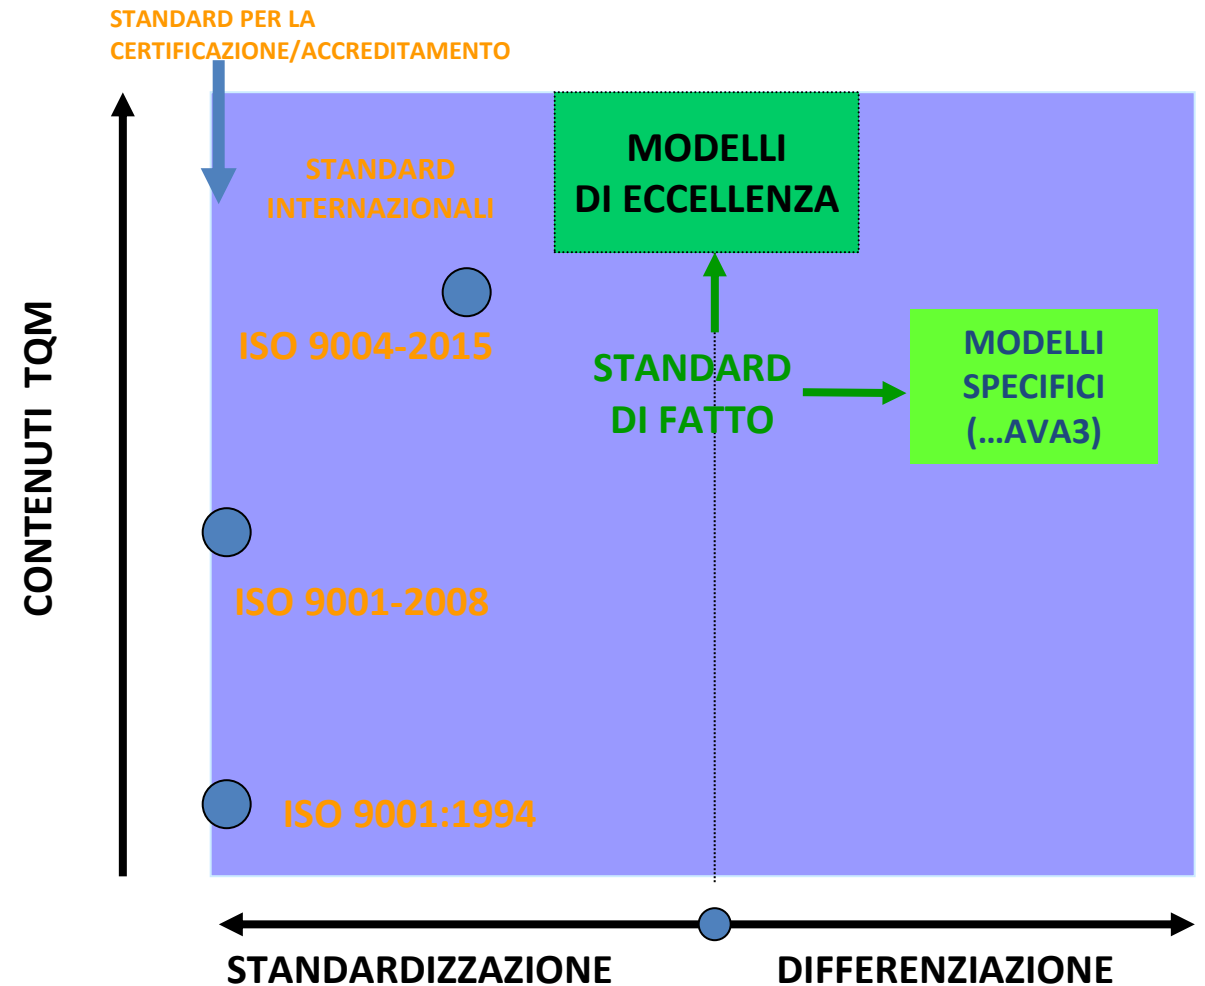 STANDARD PER LA
CERTIFICAZIONE/ACCREDITAMENTO
MODELLI
DI ECCELLENZA
STANDARD
INTERNAZIONALI
ISO 9004-2015
STANDARD
DI FATTO
MODELLI
SPECIFICI
(...AVA3)
CONTENUTI TQM
ISO 9001-2008
ISO 9001:1994
STANDARDIZZAZIONE
DIFFERENZIAZIONE